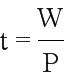 t = W/P